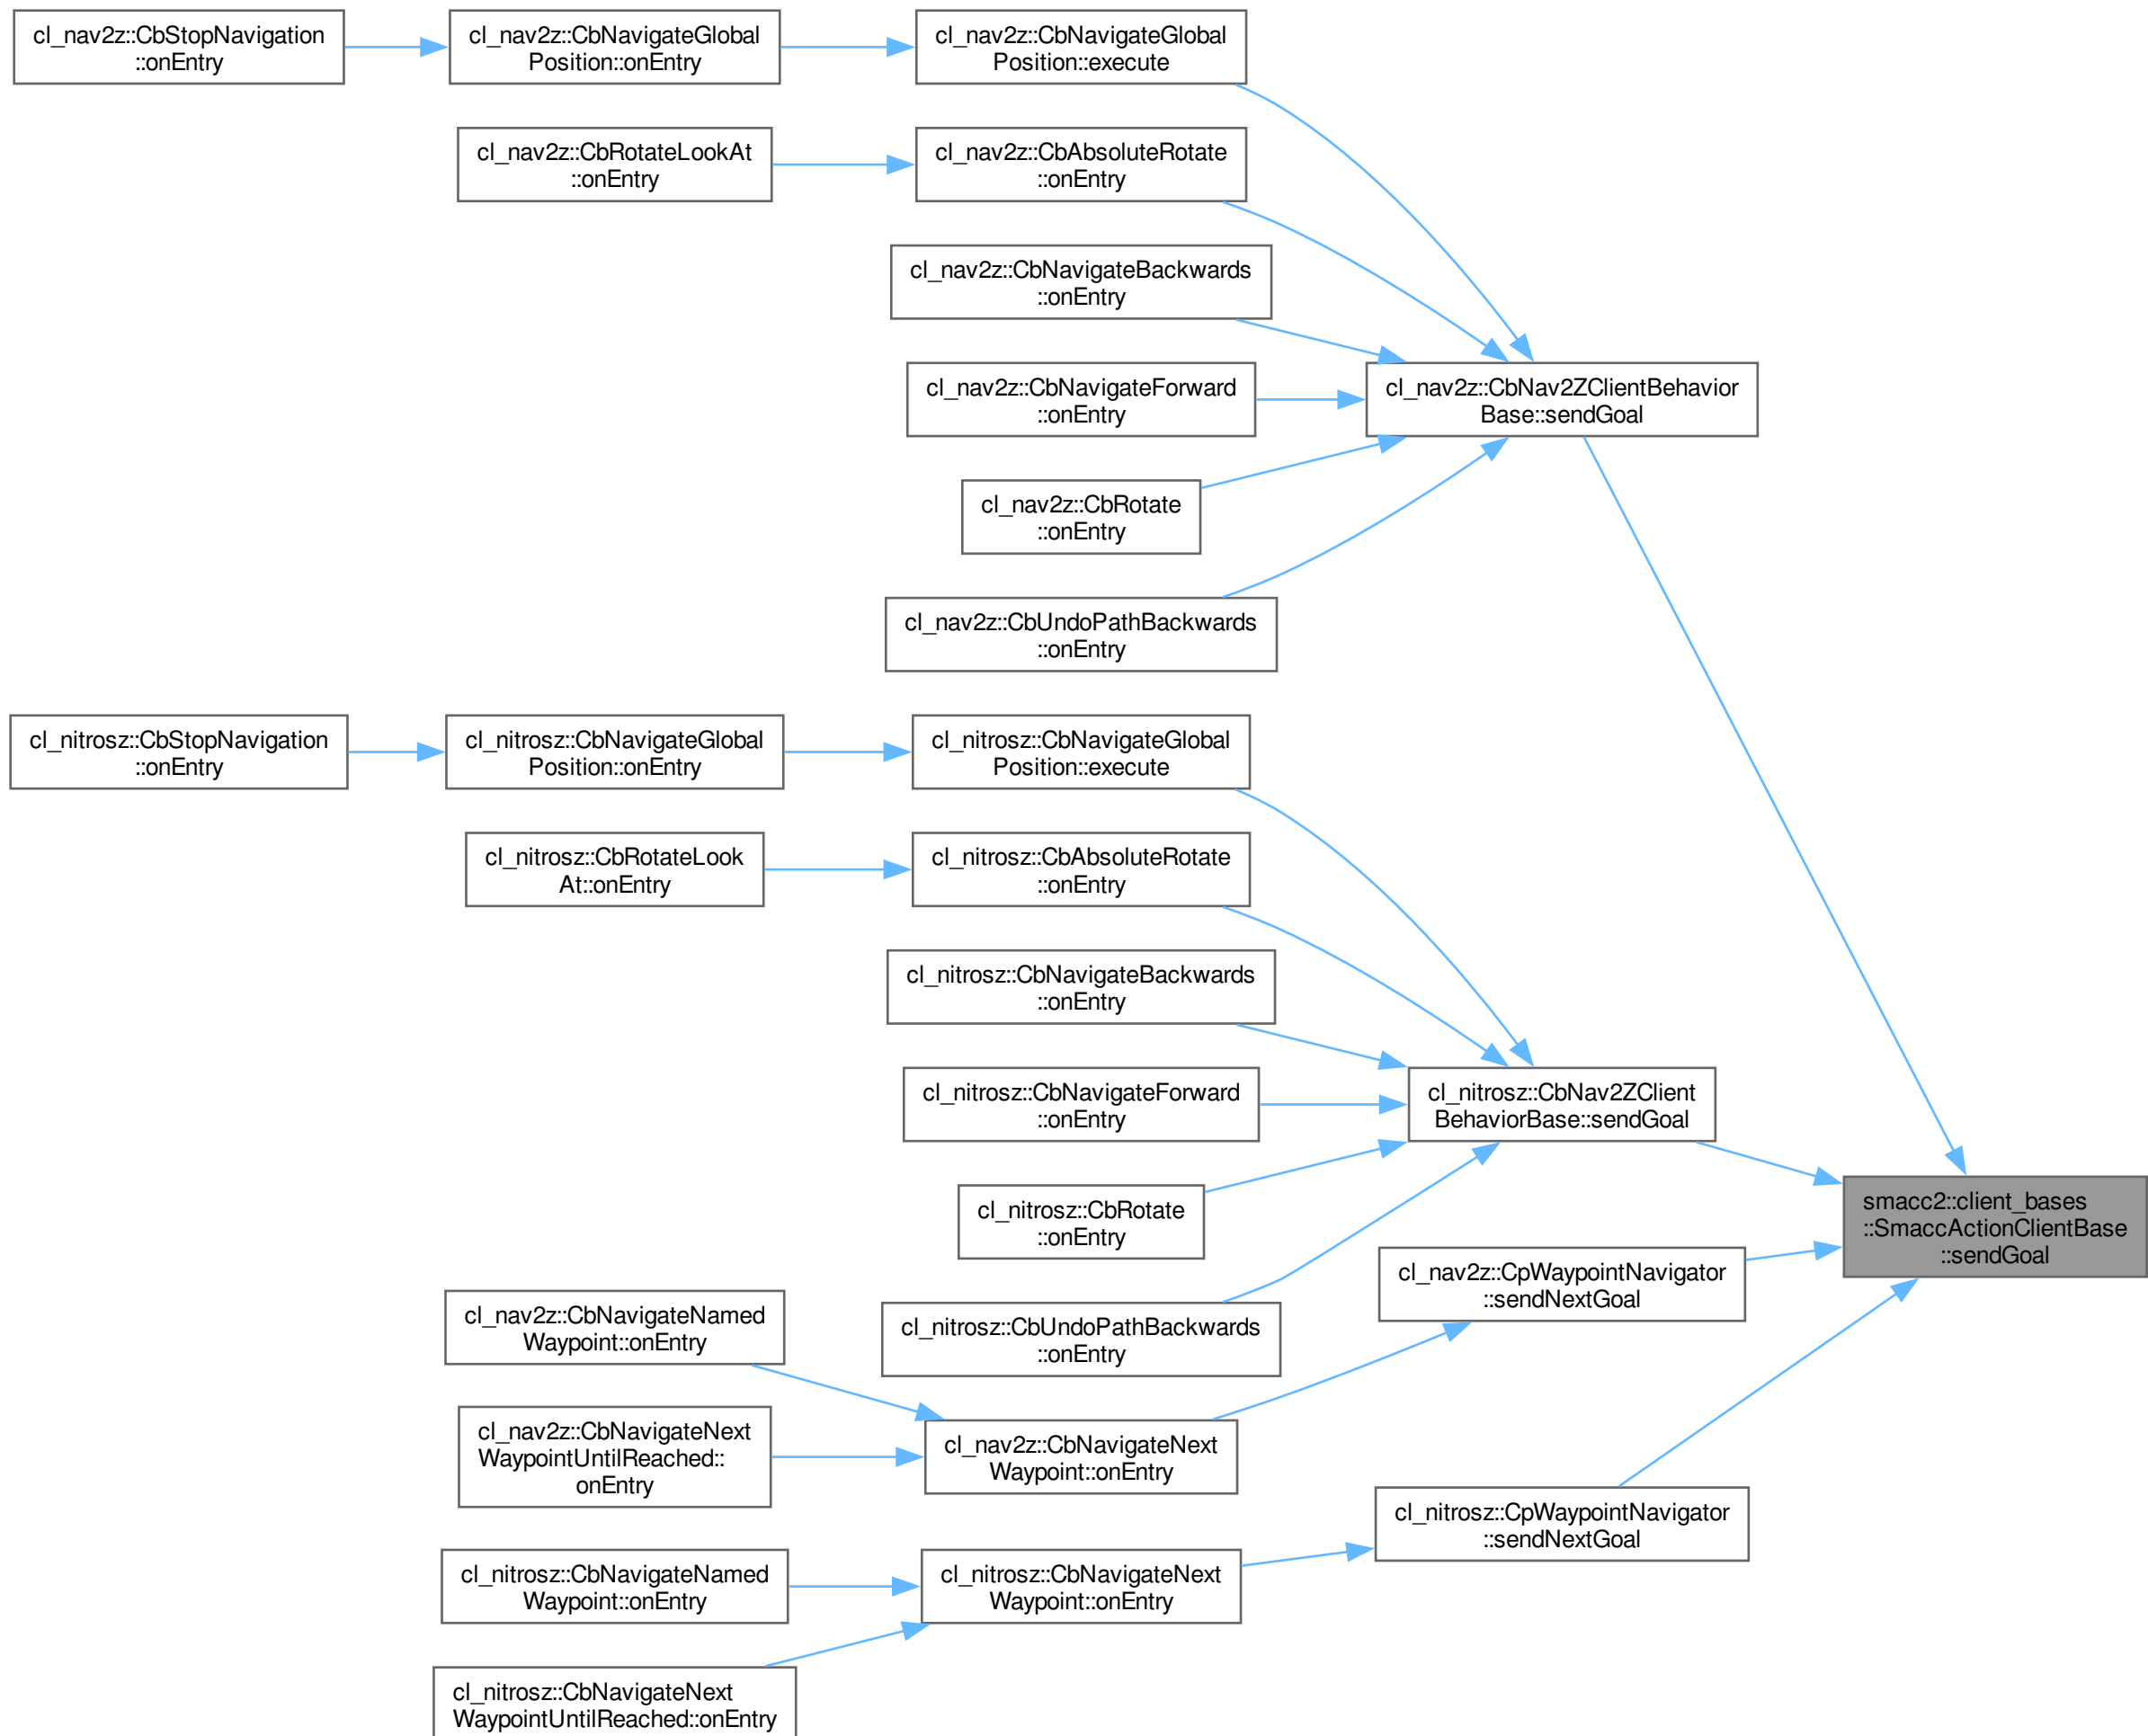 cl_nav2z::CbStopNavigation
::onEntry
cl_nav2z::CbNavigateGlobal
Position::onEntry
cl_nav2z::CbNavigateGlobal
Position::execute
cl_nav2z::CbRotateLookAt
::onEntry
cl_nav2z::CbAbsoluteRotate
::onEntry
cl_nav2z::CbNavigateBackwards
::onEntry
cl_nav2z::CbNavigateForward
::onEntry
cl_nav2z::CbNav2ZClientBehavior
Base::sendGoal
cl_nav2z::CbRotate
::onEntry
cl_nav2z::CbUndoPathBackwards
::onEntry
cl_nitrosz::CbStopNavigation
::onEntry
cl_nitrosz::CbNavigateGlobal
Position::onEntry
cl_nitrosz::CbNavigateGlobal
Position::execute
cl_nitrosz::CbRotateLook
At::onEntry
cl_nitrosz::CbAbsoluteRotate
::onEntry
cl_nitrosz::CbNavigateBackwards
::onEntry
cl_nitrosz::CbNavigateForward
::onEntry
cl_nitrosz::CbNav2ZClient
BehaviorBase::sendGoal
cl_nitrosz::CbRotate
::onEntry
smacc2::client_bases
::SmaccActionClientBase
::sendGoal
cl_nav2z::CpWaypointNavigator
::sendNextGoal
cl_nav2z::CbNavigateNamed
Waypoint::onEntry
cl_nitrosz::CbUndoPathBackwards
::onEntry
cl_nav2z::CbNavigateNext
WaypointUntilReached::
onEntry
cl_nav2z::CbNavigateNext
Waypoint::onEntry
cl_nitrosz::CpWaypointNavigator
::sendNextGoal
cl_nitrosz::CbNavigateNamed
Waypoint::onEntry
cl_nitrosz::CbNavigateNext
Waypoint::onEntry
cl_nitrosz::CbNavigateNext
WaypointUntilReached::onEntry